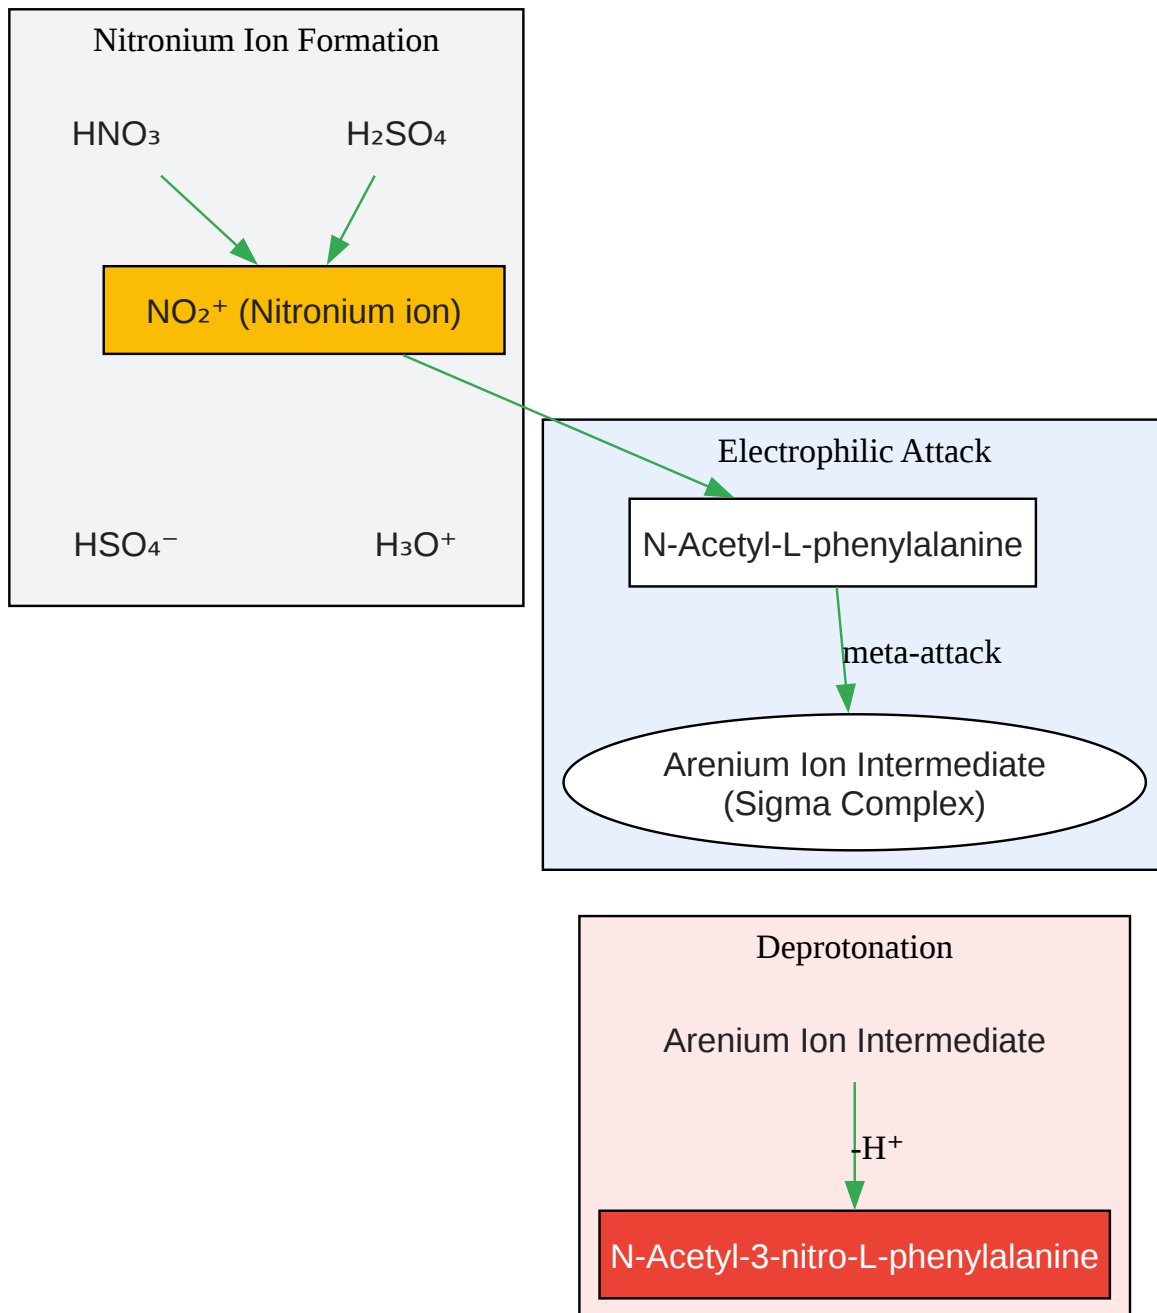 Nitronium Ion Formation
HNO₃
H₂SO₄
NO₂⁺ (Nitronium ion)
HSO₄⁻
H₃O⁺
Electrophilic Attack
N-Acetyl-L-phenylalanine
meta-attack
Arenium Ion Intermediate
(Sigma Complex)
Deprotonation
Arenium Ion Intermediate
-H⁺
N-Acetyl-3-nitro-L-phenylalanine